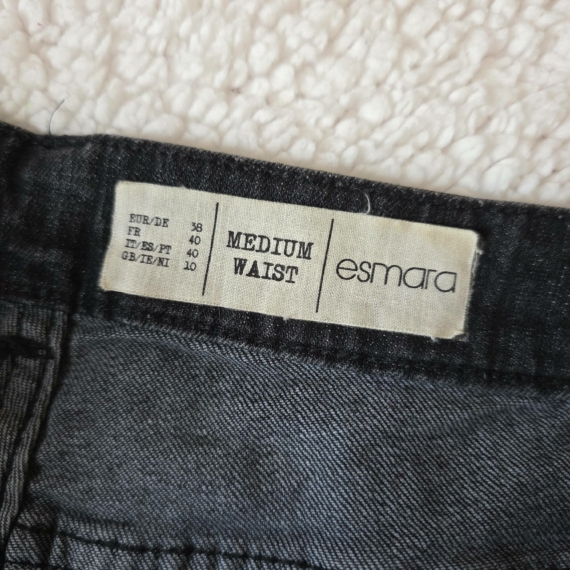 EUR/DE 38
FR 40
IT/ES/PT 40
GB/IE/NI 10
MEDIUM
WAIST
esmara